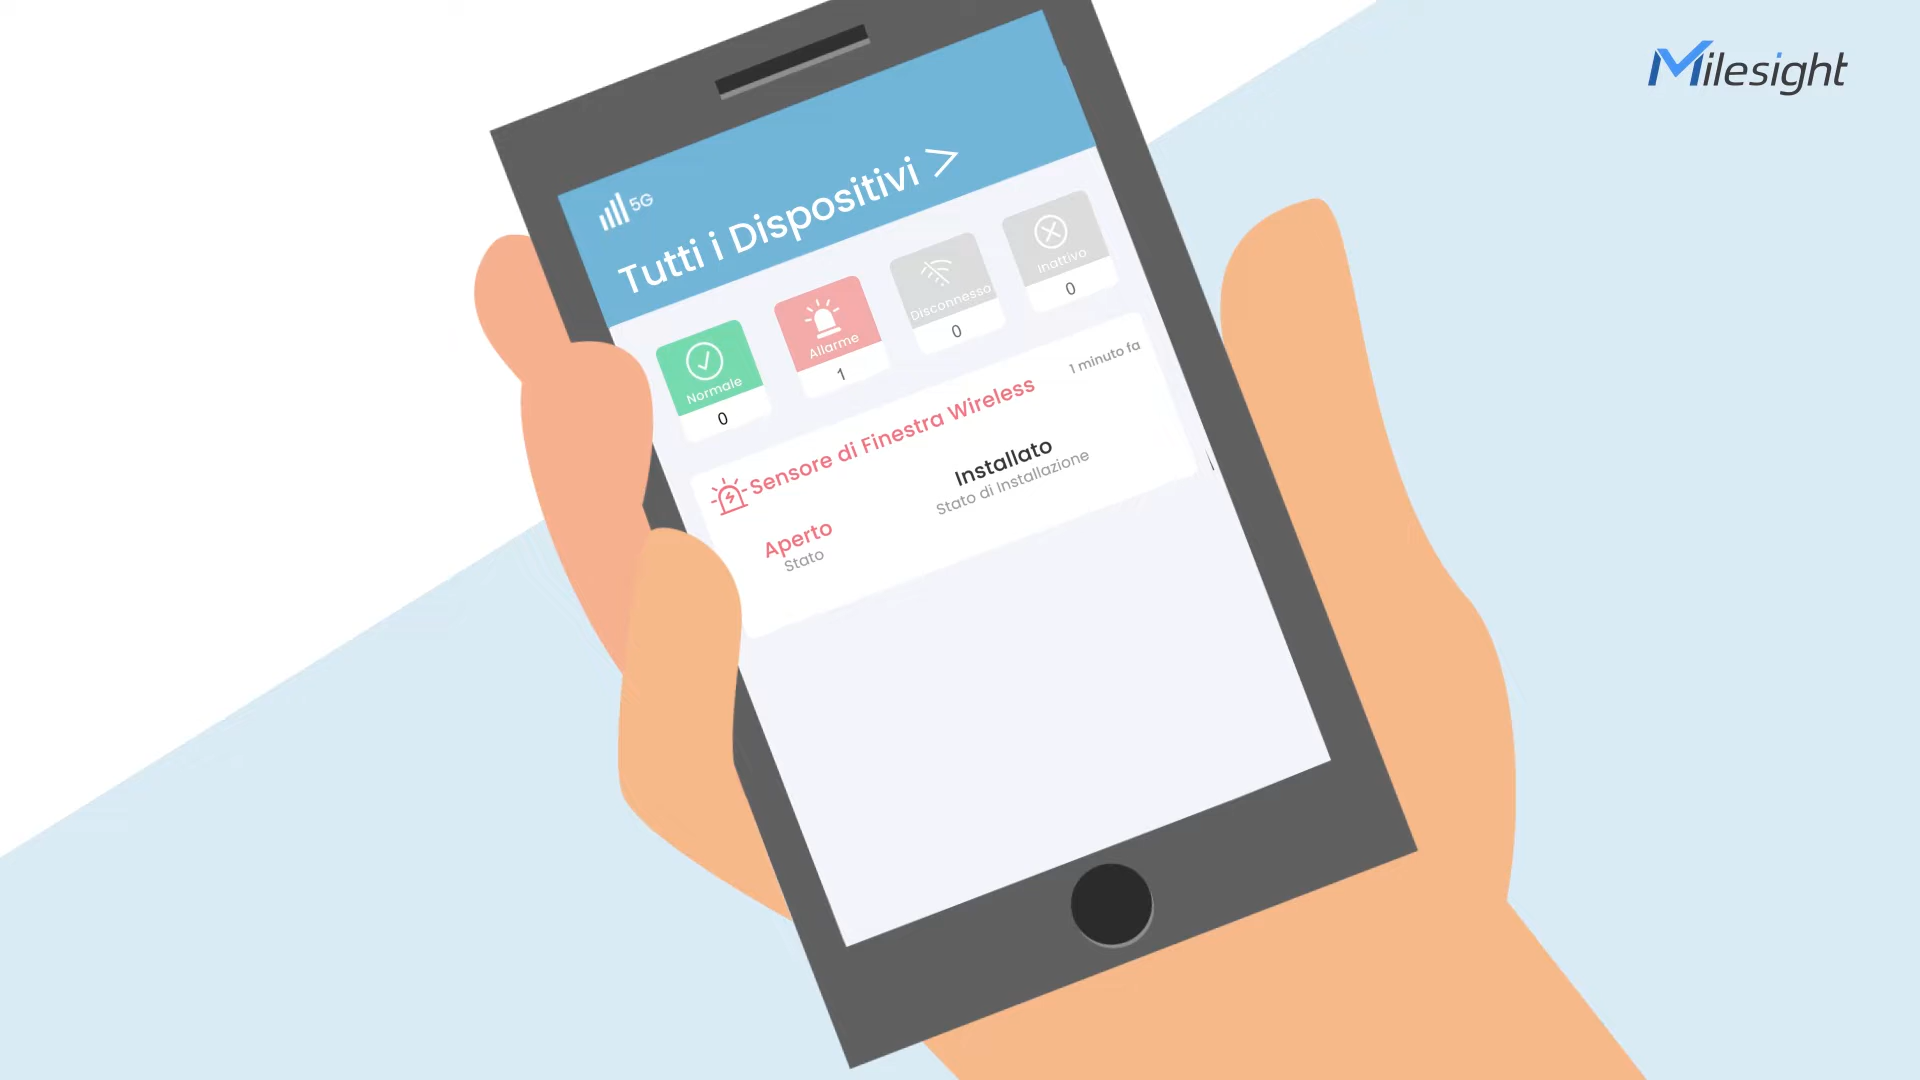 Milesight
5G
Tutti i Dispositivi >
Normale
0
Allarme
1
Disconnesso
0
Inattivo
0
1 minuto fa
Sensore di Finestra Wireless
Aperto
Stato
Installato
Stato di Installazione